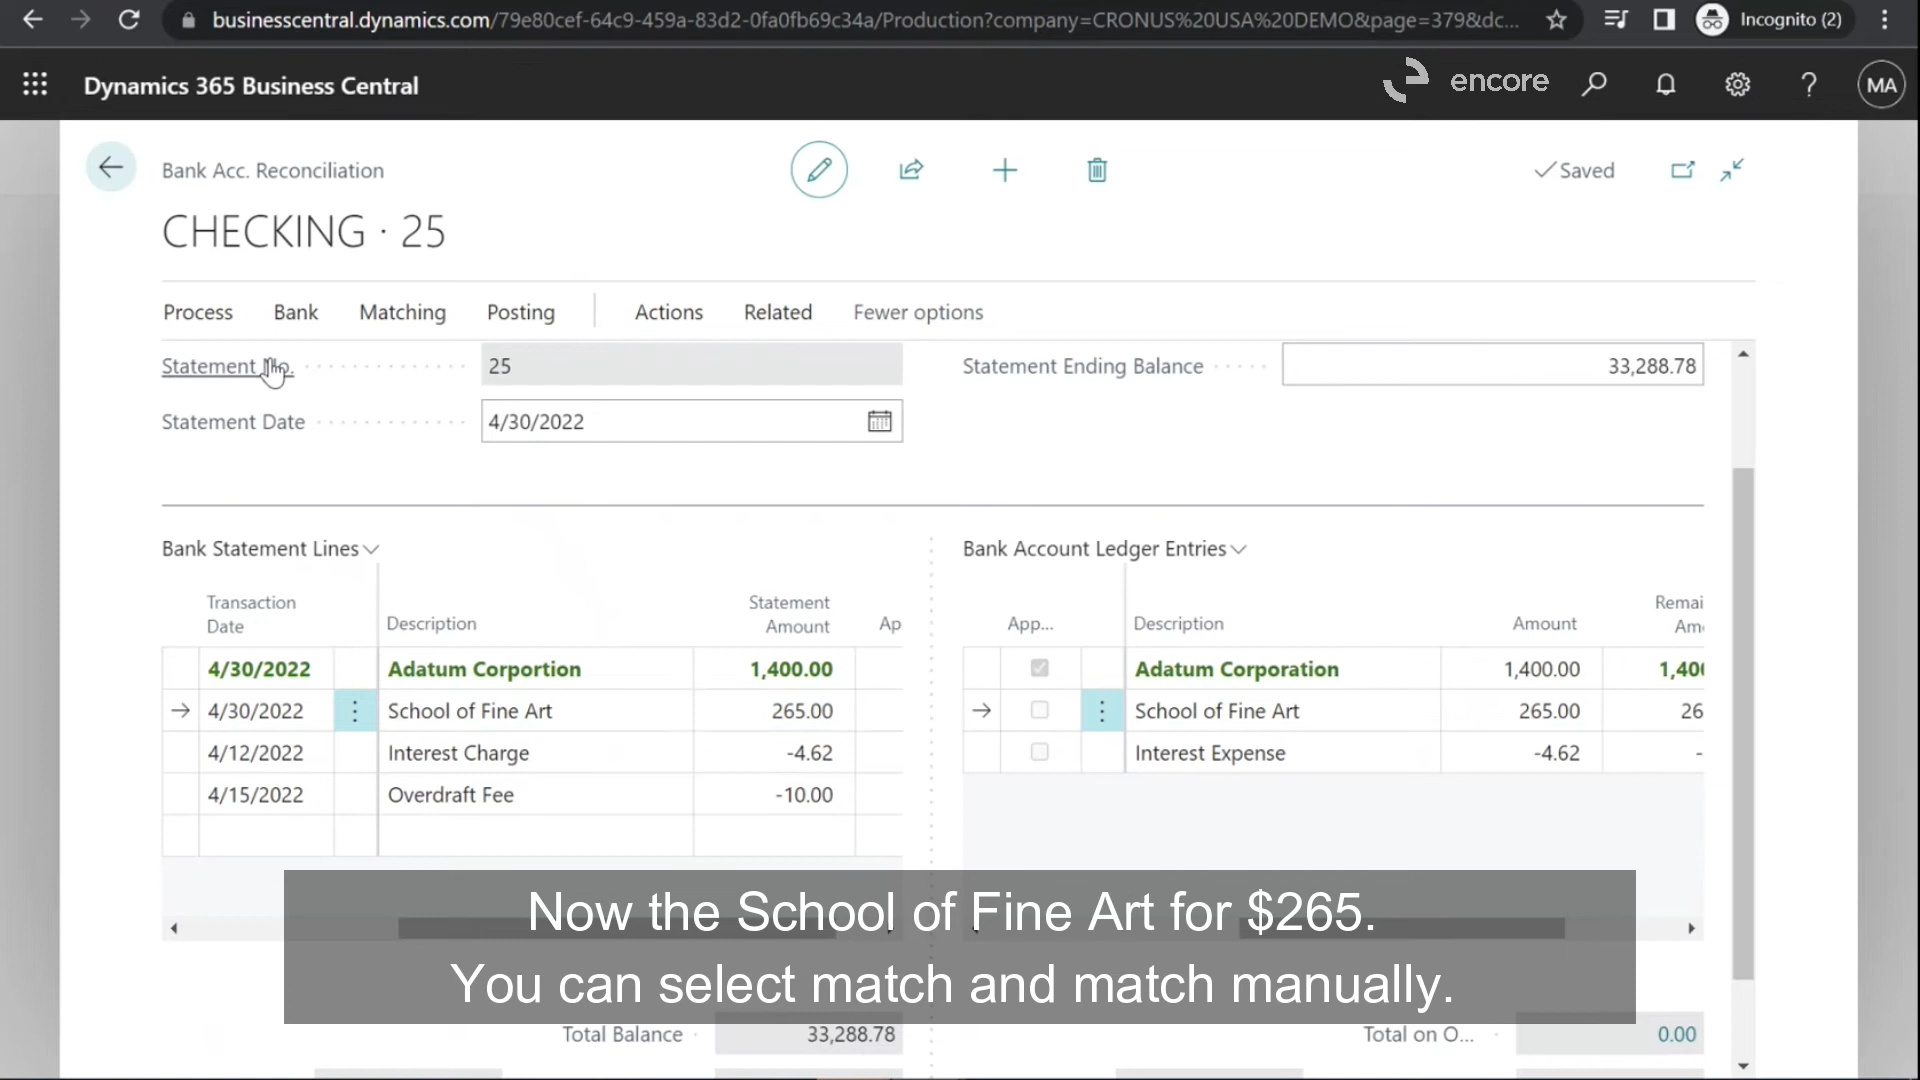 businesscentral.dynamics.com/79e80cef-64c9-459a-83d2-0fa0fb69c34a/Production?company=CRONUS%20USA%20DEMO&page=379&dc...
Incognito (2)
Dynamics 365 Business Central
encore
MA
Bank Acc. Reconciliation
Saved
CHECKING · 25
Process
Bank
Matching
Posting
Actions
Related
Fewer options
Statement No.
25
Statement Ending Balance
33,288.78
Statement Date
4/30/2022
Bank Statement Lines
Bank Account Ledger Entries
Transaction
Date
Description
Statement
Amount
Ap
App...
Description
Amount
Remai
Am
4/30/2022 Adatum Corportion 1,400.00
Adatum Corporation 1,400.00 1,400
4/30/2022 School of Fine Art 265.00
School of Fine Art 265.00 26
4/12/2022 Interest Charge -4.62
Interest Expense -4.62 -
4/15/2022 Overdraft Fee -10.00
Now the School of Fine Art for $265.
You can select match and match manually.
Total Balance
33,288.78
Total on O...
0.00